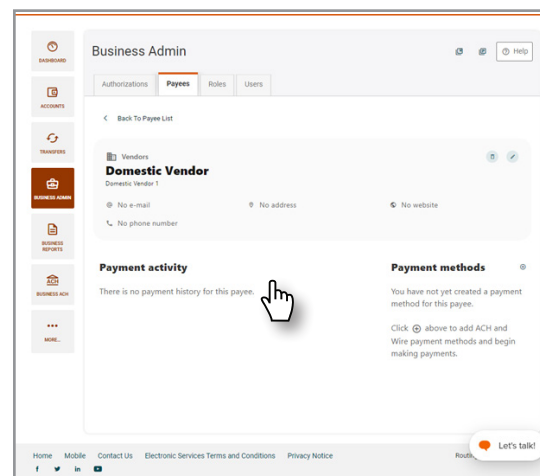 DASHBOARD
ACCOUNTS
TRANSFERS
BUSINESS ADMIN
BUSINESS
REPORTS
ACH
BUSINESS ACH
MORE...
Business Admin
Help
Authorizations Payees Roles Users
Back To Payee List
Vendors
Domestic Vendor
Domestic Vendor 1
No e-mail No address No website
No phone number
Payment activity
There is no payment history for this payee.
Payment methods
You have not yet created a payment
method for this payee.
Click above to add ACH and
Wire payment methods and begin
making payments.
Let's talk!
Home Mobile Contact Us Electronic Services Terms and Conditions Privacy Notice